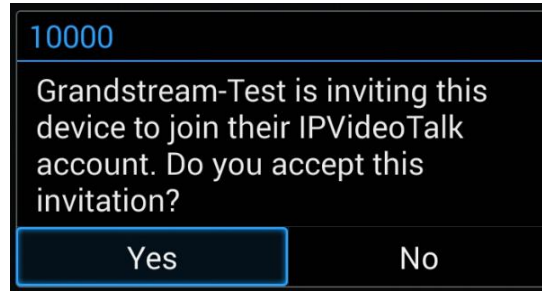 10000
Grandstream-Test is inviting this
device to join their IPVideoTalk
account. Do you accept this
invitation?
Yes No